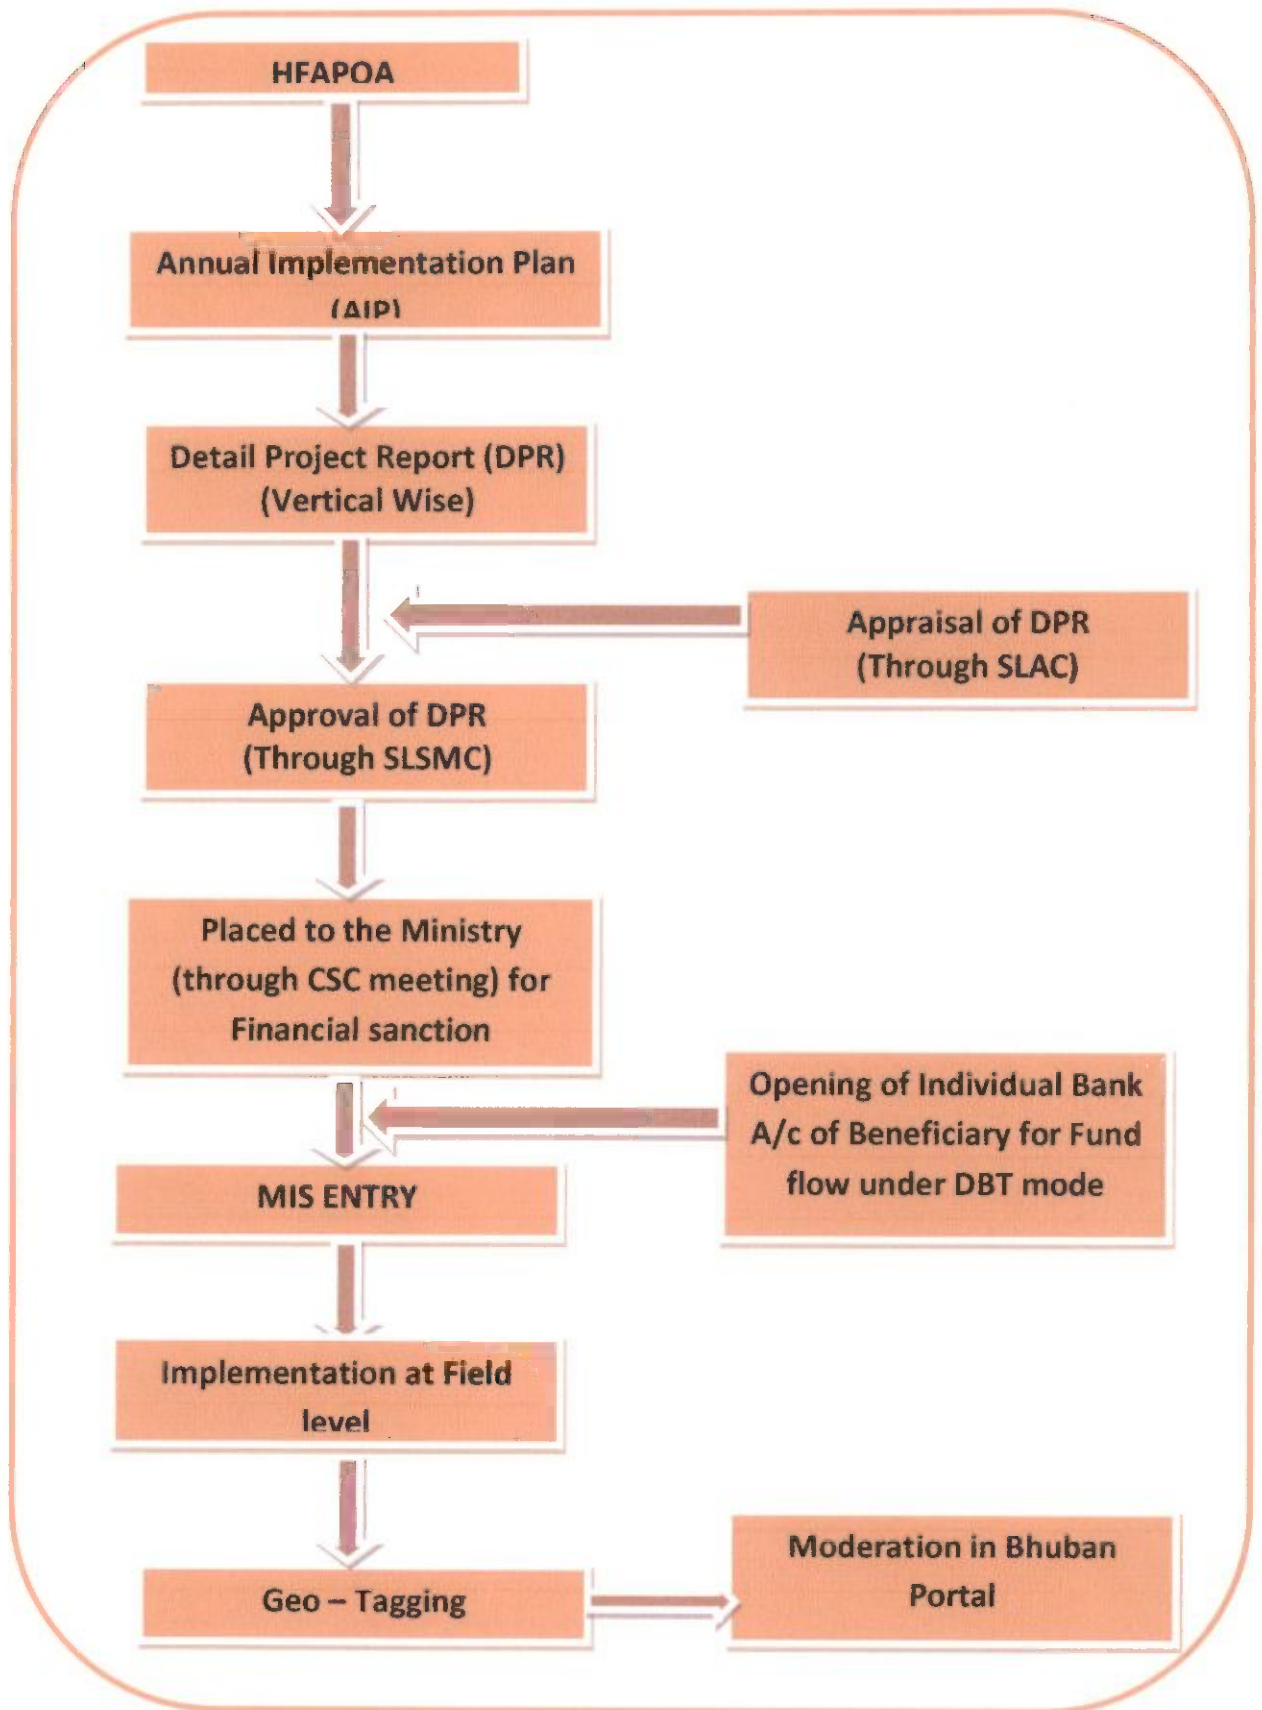 HFAPOA
Annual Implementation Plan
(AIP)
Detail Project Report (DPR)
(Vertical Wise)
Appraisal of DPR
(Through SLAC)
Approval of DPR
(Through SLSMC)
Placed to the Ministry
(through CSC meeting) for
Financial sanction
Opening of Individual Bank
A/c of Beneficiary for Fund
flow under DBT mode
MIS ENTRY
Implementation at Field
level
Geo – Tagging
Moderation in Bhuban
Portal